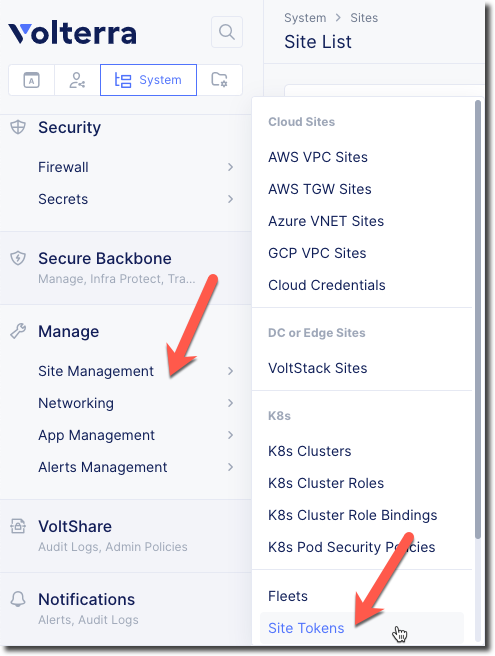 Volterra
A
System
Security
Firewall
Secrets
Secure Backbone
Manage, Infra Protect, Tra...
Manage
Site Management
Networking
App Management
Alerts Management
VoltShare
Audit Logs, Admin Policies
Notifications
Alerts, Audit Logs
System > Sites
Site List
Cloud Sites
AWS VPC Sites
AWS TGW Sites
Azure VNET Sites
GCP VPC Sites
Cloud Credentials
DC or Edge Sites
VoltStack Sites
K8s
K8s Clusters
K8s Cluster Roles
K8s Cluster Role Bindings
K8s Pod Security Policies
Fleets
Site Tokens